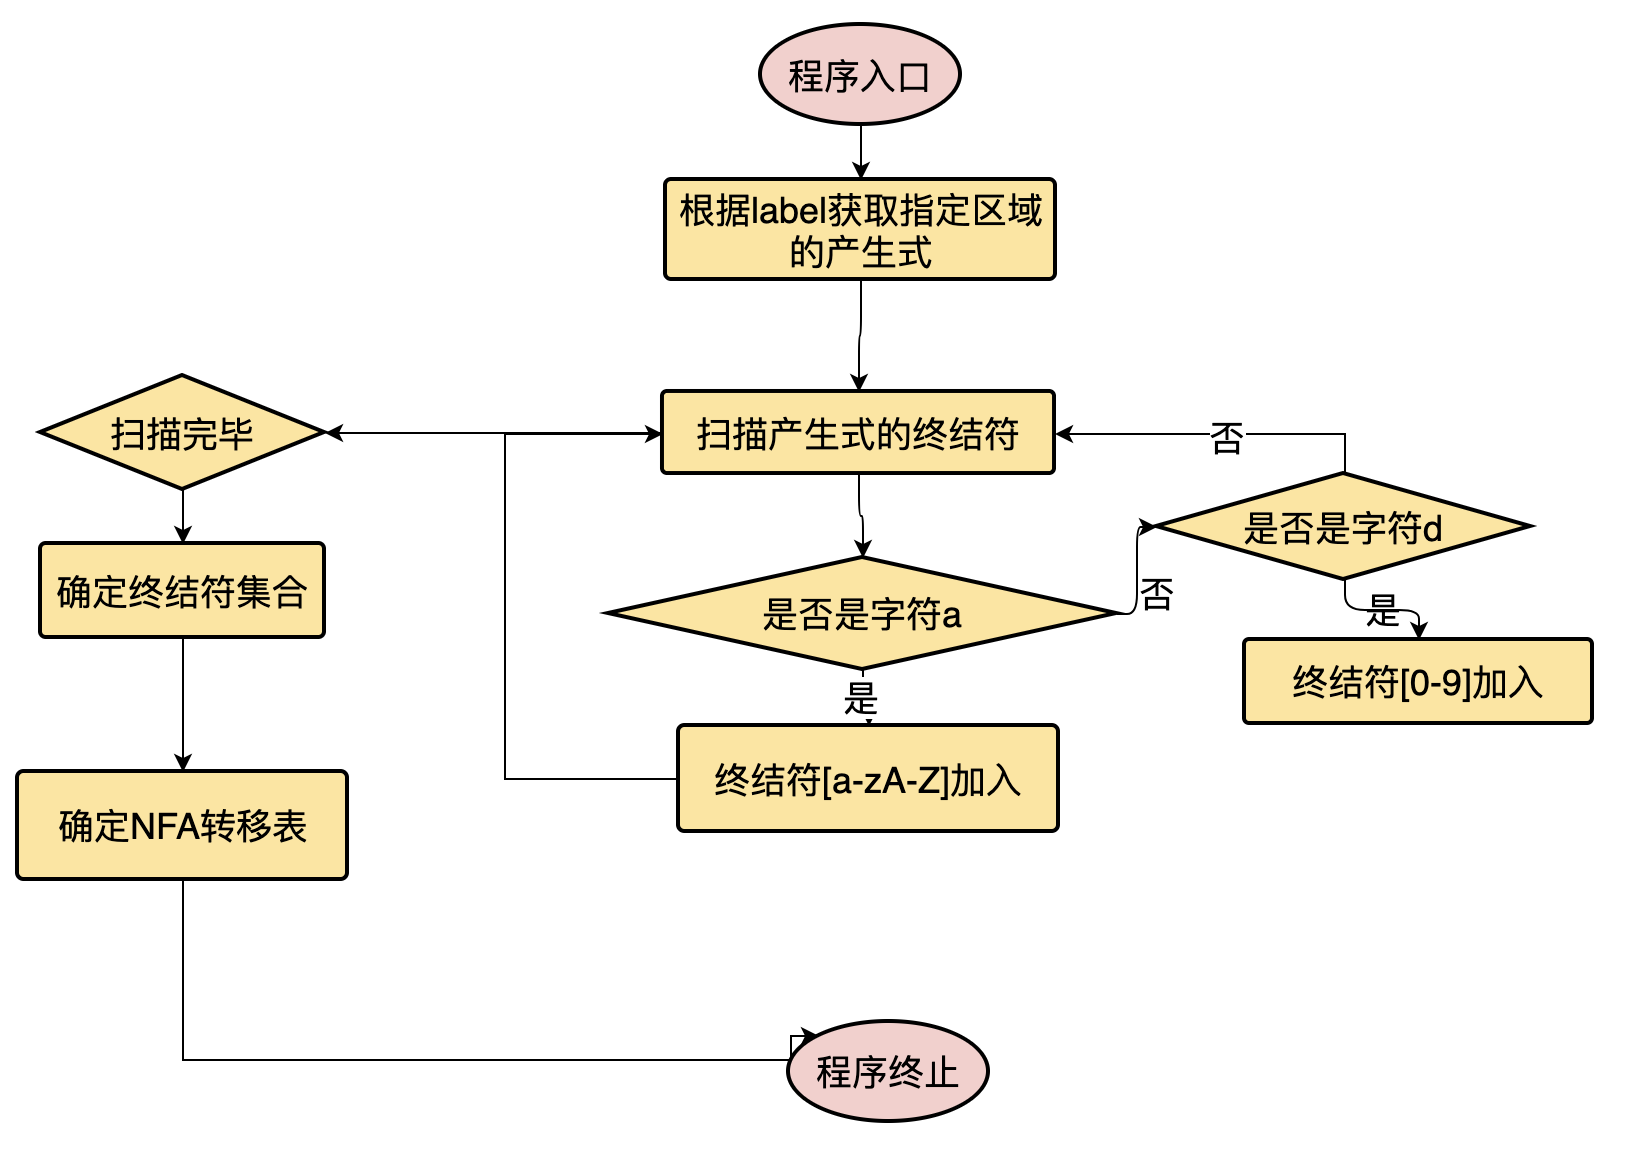 程序入口
根据label获取指定区域
的产生式
扫描完毕
扫描产生式的终结符
否
是否是字符d
确定终结符集合
是否是字符a
否
是
终结符[0-9]加入
是
终结符[a-zA-Z]加入
确定NFA转移表
程序终止